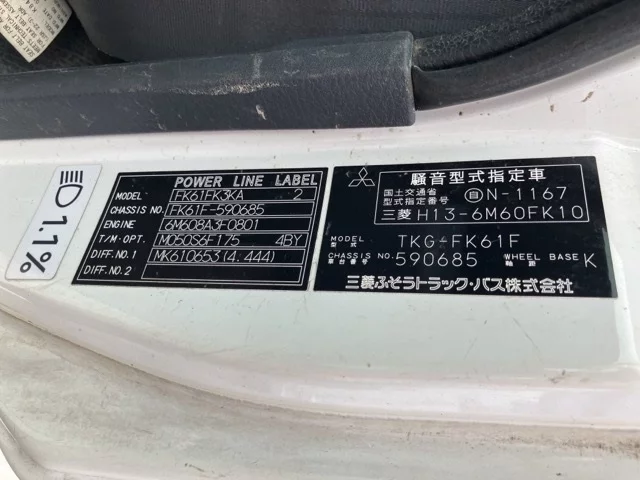 1.1%
POWER LINE LABEL
MODEL FK61FK3KA 2
CHASSIS NO. FK61F-590685
ENGINE 6M608A3F0801
T/M・OPT. M050S6F175 4BY
DIFF. NO. 1 MK610653(4.444)
DIFF. NO. 2
騒音型式指定車
国土交通省
型式指定番号 自N-1167
三菱 H13-6M60FK10
MODEL
型式 TKG-FK61F
CHASSIS NO.
車台番号 590685 WHEEL BASE
軸距 K
三菱ふそうトラック・バス株式会社